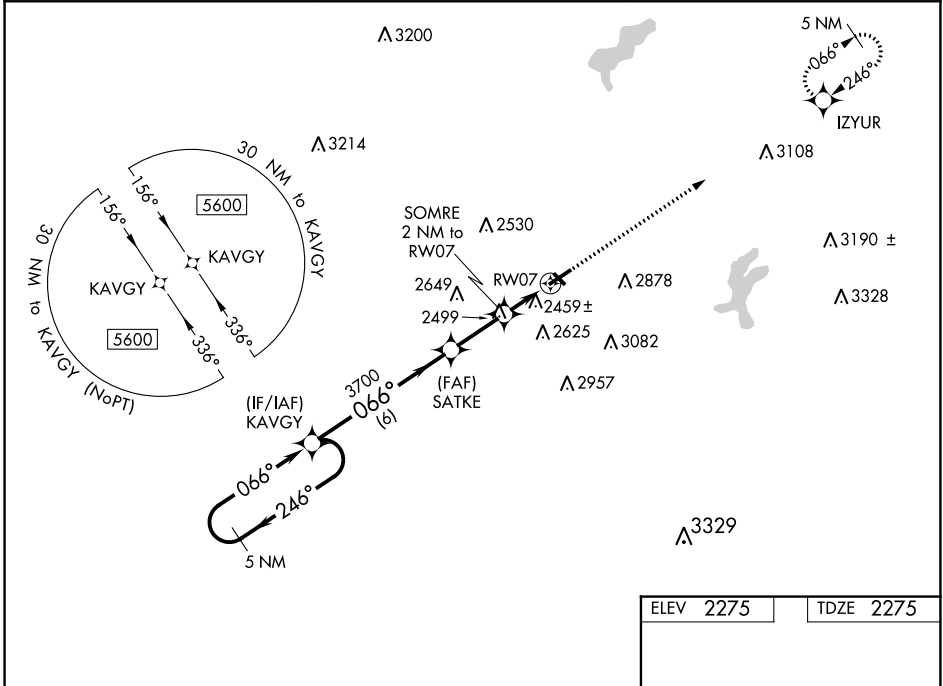 3200
5 NM
066°
246°
IZYUR
3214
3108
30 NM to KAVGY
156°
5600
KAVGY
336°
30 NM to KAVGY (NoPT)
156°
KAVGY
5600
336°
SOMRE
2 NM to
RW07
2530
3190 ±
2649
RW07
2878
2499
2459±
3328
2625
3082
(FAF)
SATKE
2957
3700
066°
(6)
(IF/IAF)
KAVGY
066°
246°
5 NM
3329
ELEV 2275
TDZE 2275